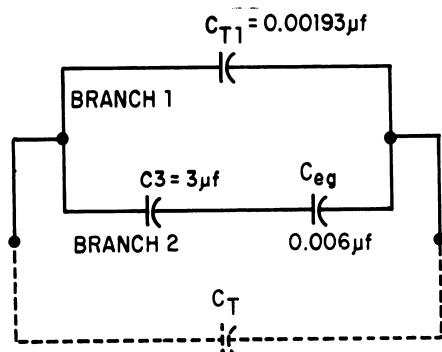 C_T1 = 0.00193μf
BRANCH 1
C3 = 3μf
C_eg
BRANCH 2
0.006μf
C_T